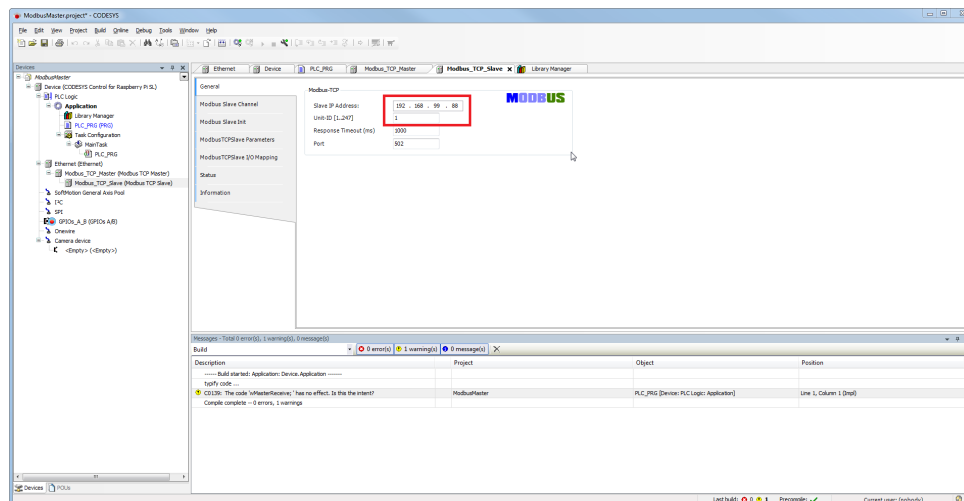 ModbusMaster.project* - CODESYS
File Edit View Project Build Online Debug Tools Window Help
Devices
ModbusMaster
Device (CODESYS Control for Raspberry Pi SL)
PLC Logic
Application
Library Manager
PLC_PRG (PRG)
Task Configuration
MainTask
PLC_PRG
Ethernet (Ethernet)
Modbus_TCP_Master (Modbus TCP Master)
Modbus_TCP_Slave (Modbus TCP Slave)
SoftMotion General Axis Pool
I²C
SPI
GPIOs_A_B (GPIOs A/B)
Onewire
Camera device
<Empty> (<Empty>)
Devices POUs
Ethernet Device PLC_PRG Modbus_TCP_Master Modbus_TCP_Slave Library Manager
General
Modbus Slave Channel
Modbus Slave Init
ModbusTCPSlave Parameters
ModbusTCPSlave I/O Mapping
Status
Information
Modbus-TCP
MODBUS
Slave IP Address: 192 . 168 . 99 . 88
Unit-ID [1..247] 1
Response Timeout (ms) 1000
Port 502
Messages - Total 0 error(s), 1 warning(s), 0 message(s)
Build 0 error(s) 1 warning(s) 0 message(s)
Description Project Object Position
------ Build started: Application: Device.Application -------
typify code ...
C0139: The code 'wMasterReceive; ' has no effect. Is this the intent? ModbusMaster PLC_PRG [Device: PLC Logic: Application] Line 1, Column 1 (Impl)
Compile complete -- 0 errors, 1 warnings
Last build: 0 1 Precompile: Current user: (nobody)